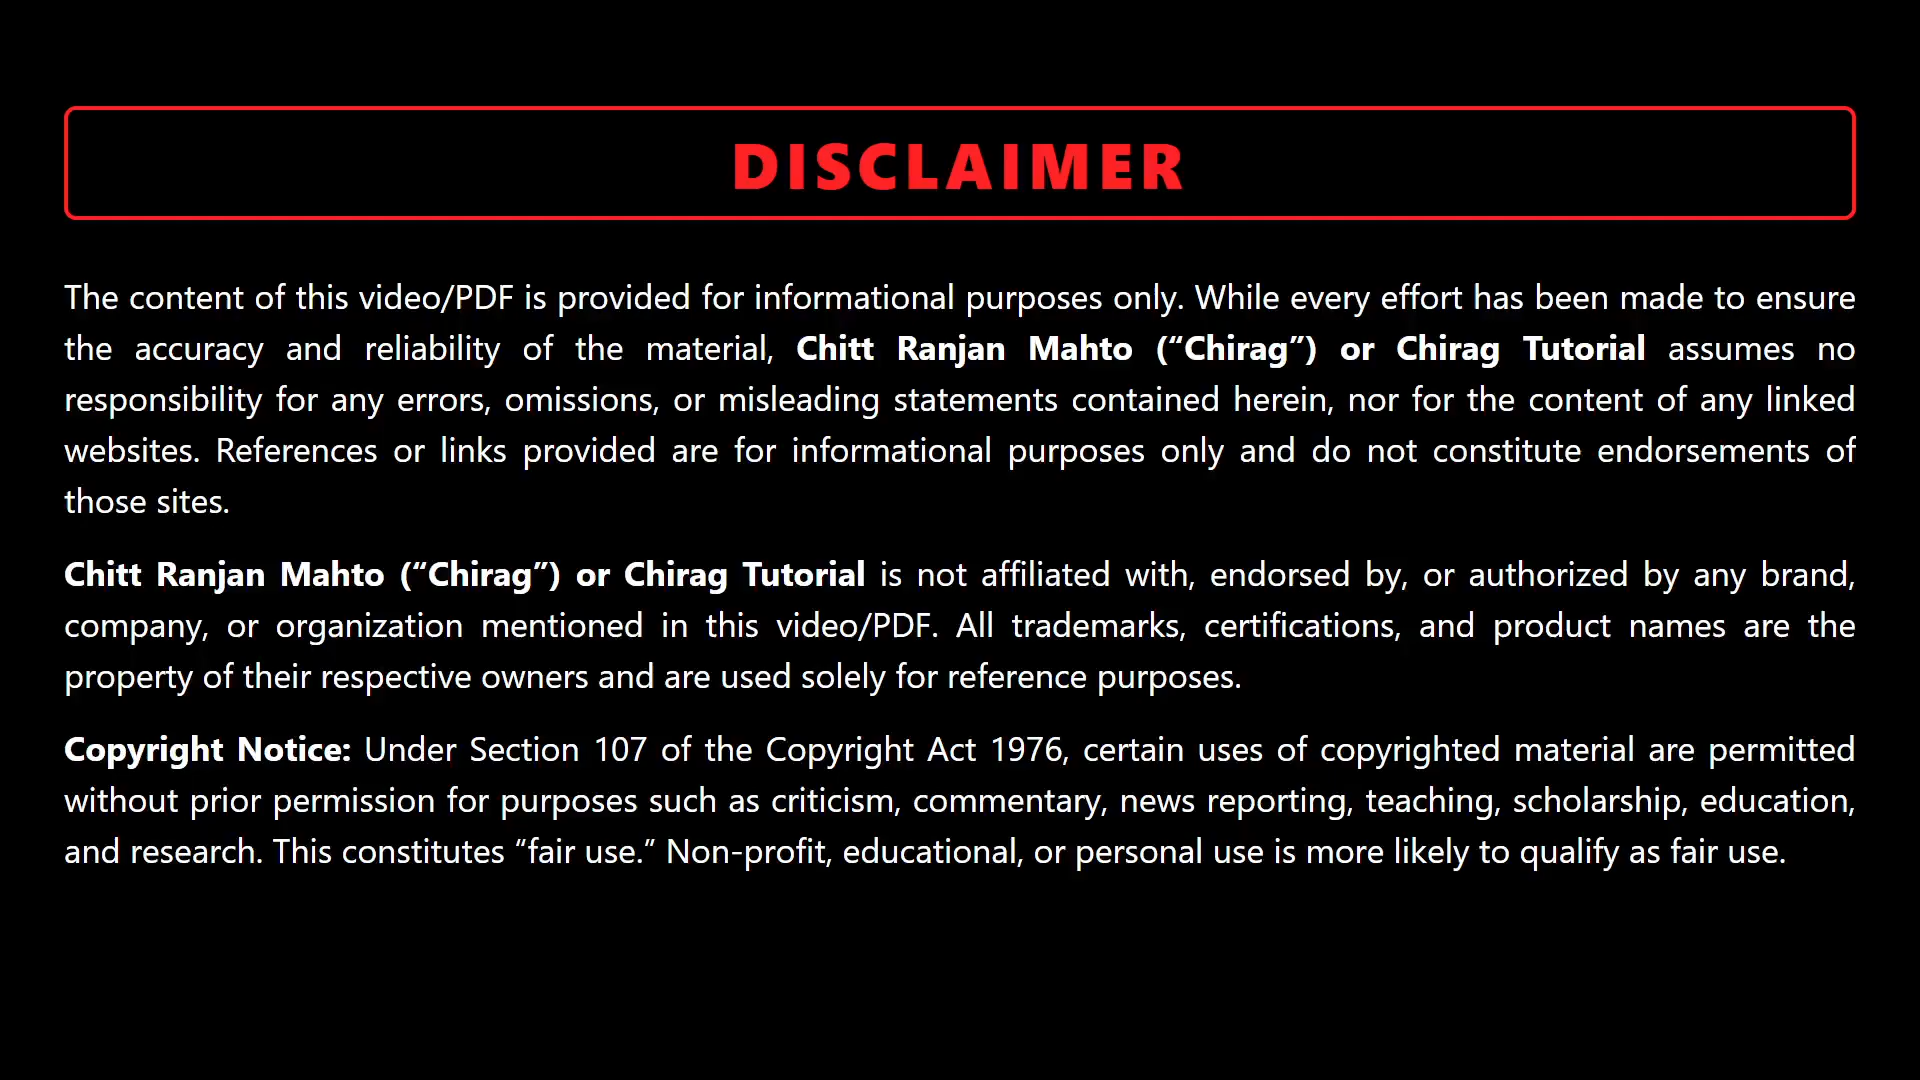 DISCLAIMER
The content of this video/PDF is provided for informational purposes only. While every effort has been made to ensure
the accuracy and reliability of the material, Chitt Ranjan Mahto (“Chirag”) or Chirag Tutorial assumes no
responsibility for any errors, omissions, or misleading statements contained herein, nor for the content of any linked
websites. References or links provided are for informational purposes only and do not constitute endorsements of
those sites.
Chitt Ranjan Mahto (“Chirag”) or Chirag Tutorial is not affiliated with, endorsed by, or authorized by any brand,
company, or organization mentioned in this video/PDF. All trademarks, certifications, and product names are the
property of their respective owners and are used solely for reference purposes.
Copyright Notice: Under Section 107 of the Copyright Act 1976, certain uses of copyrighted material are permitted
without prior permission for purposes such as criticism, commentary, news reporting, teaching, scholarship, education,
and research. This constitutes “fair use.” Non-profit, educational, or personal use is more likely to qualify as fair use.